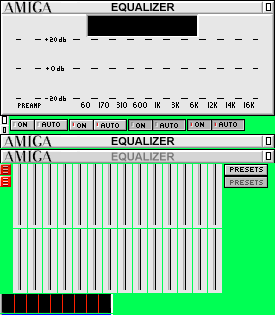 AMIGA EQUALIZER
+20db
+0db
-20db
PREAMP 60 170 310 600 1K 3K 6K 12K 14K 16K
ON AUTO ON AUTO ON AUTO ON AUTO
AMIGA EQUALIZER
AMIGA EQUALIZER
PRESETS
PRESETS